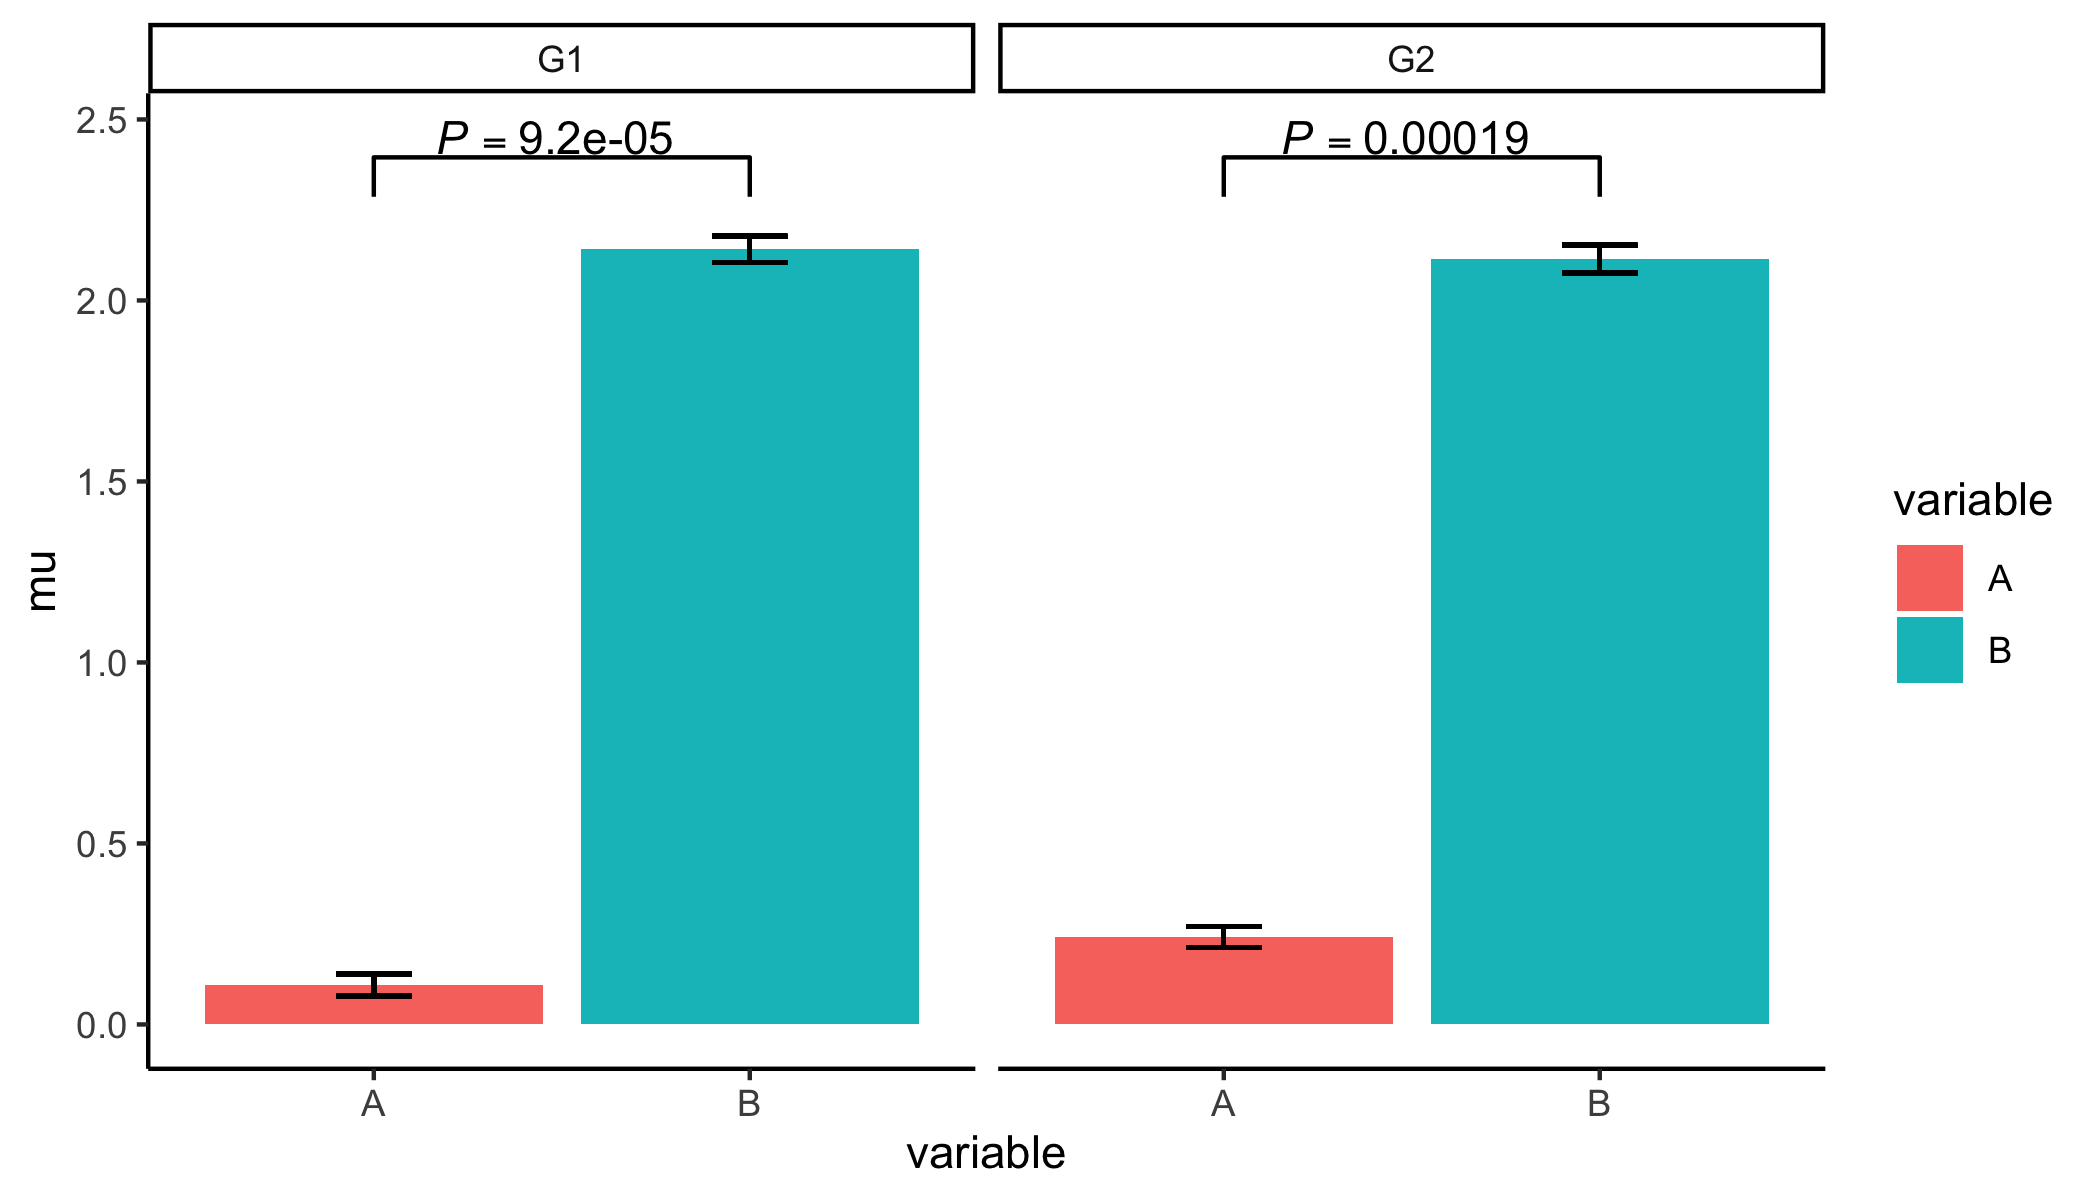 G1 G2
2.5
P = 9.2e-05 P = 0.00019
2.0
1.5
1.0
0.5
0.0
mu
A B A B
variable
variable
A
B